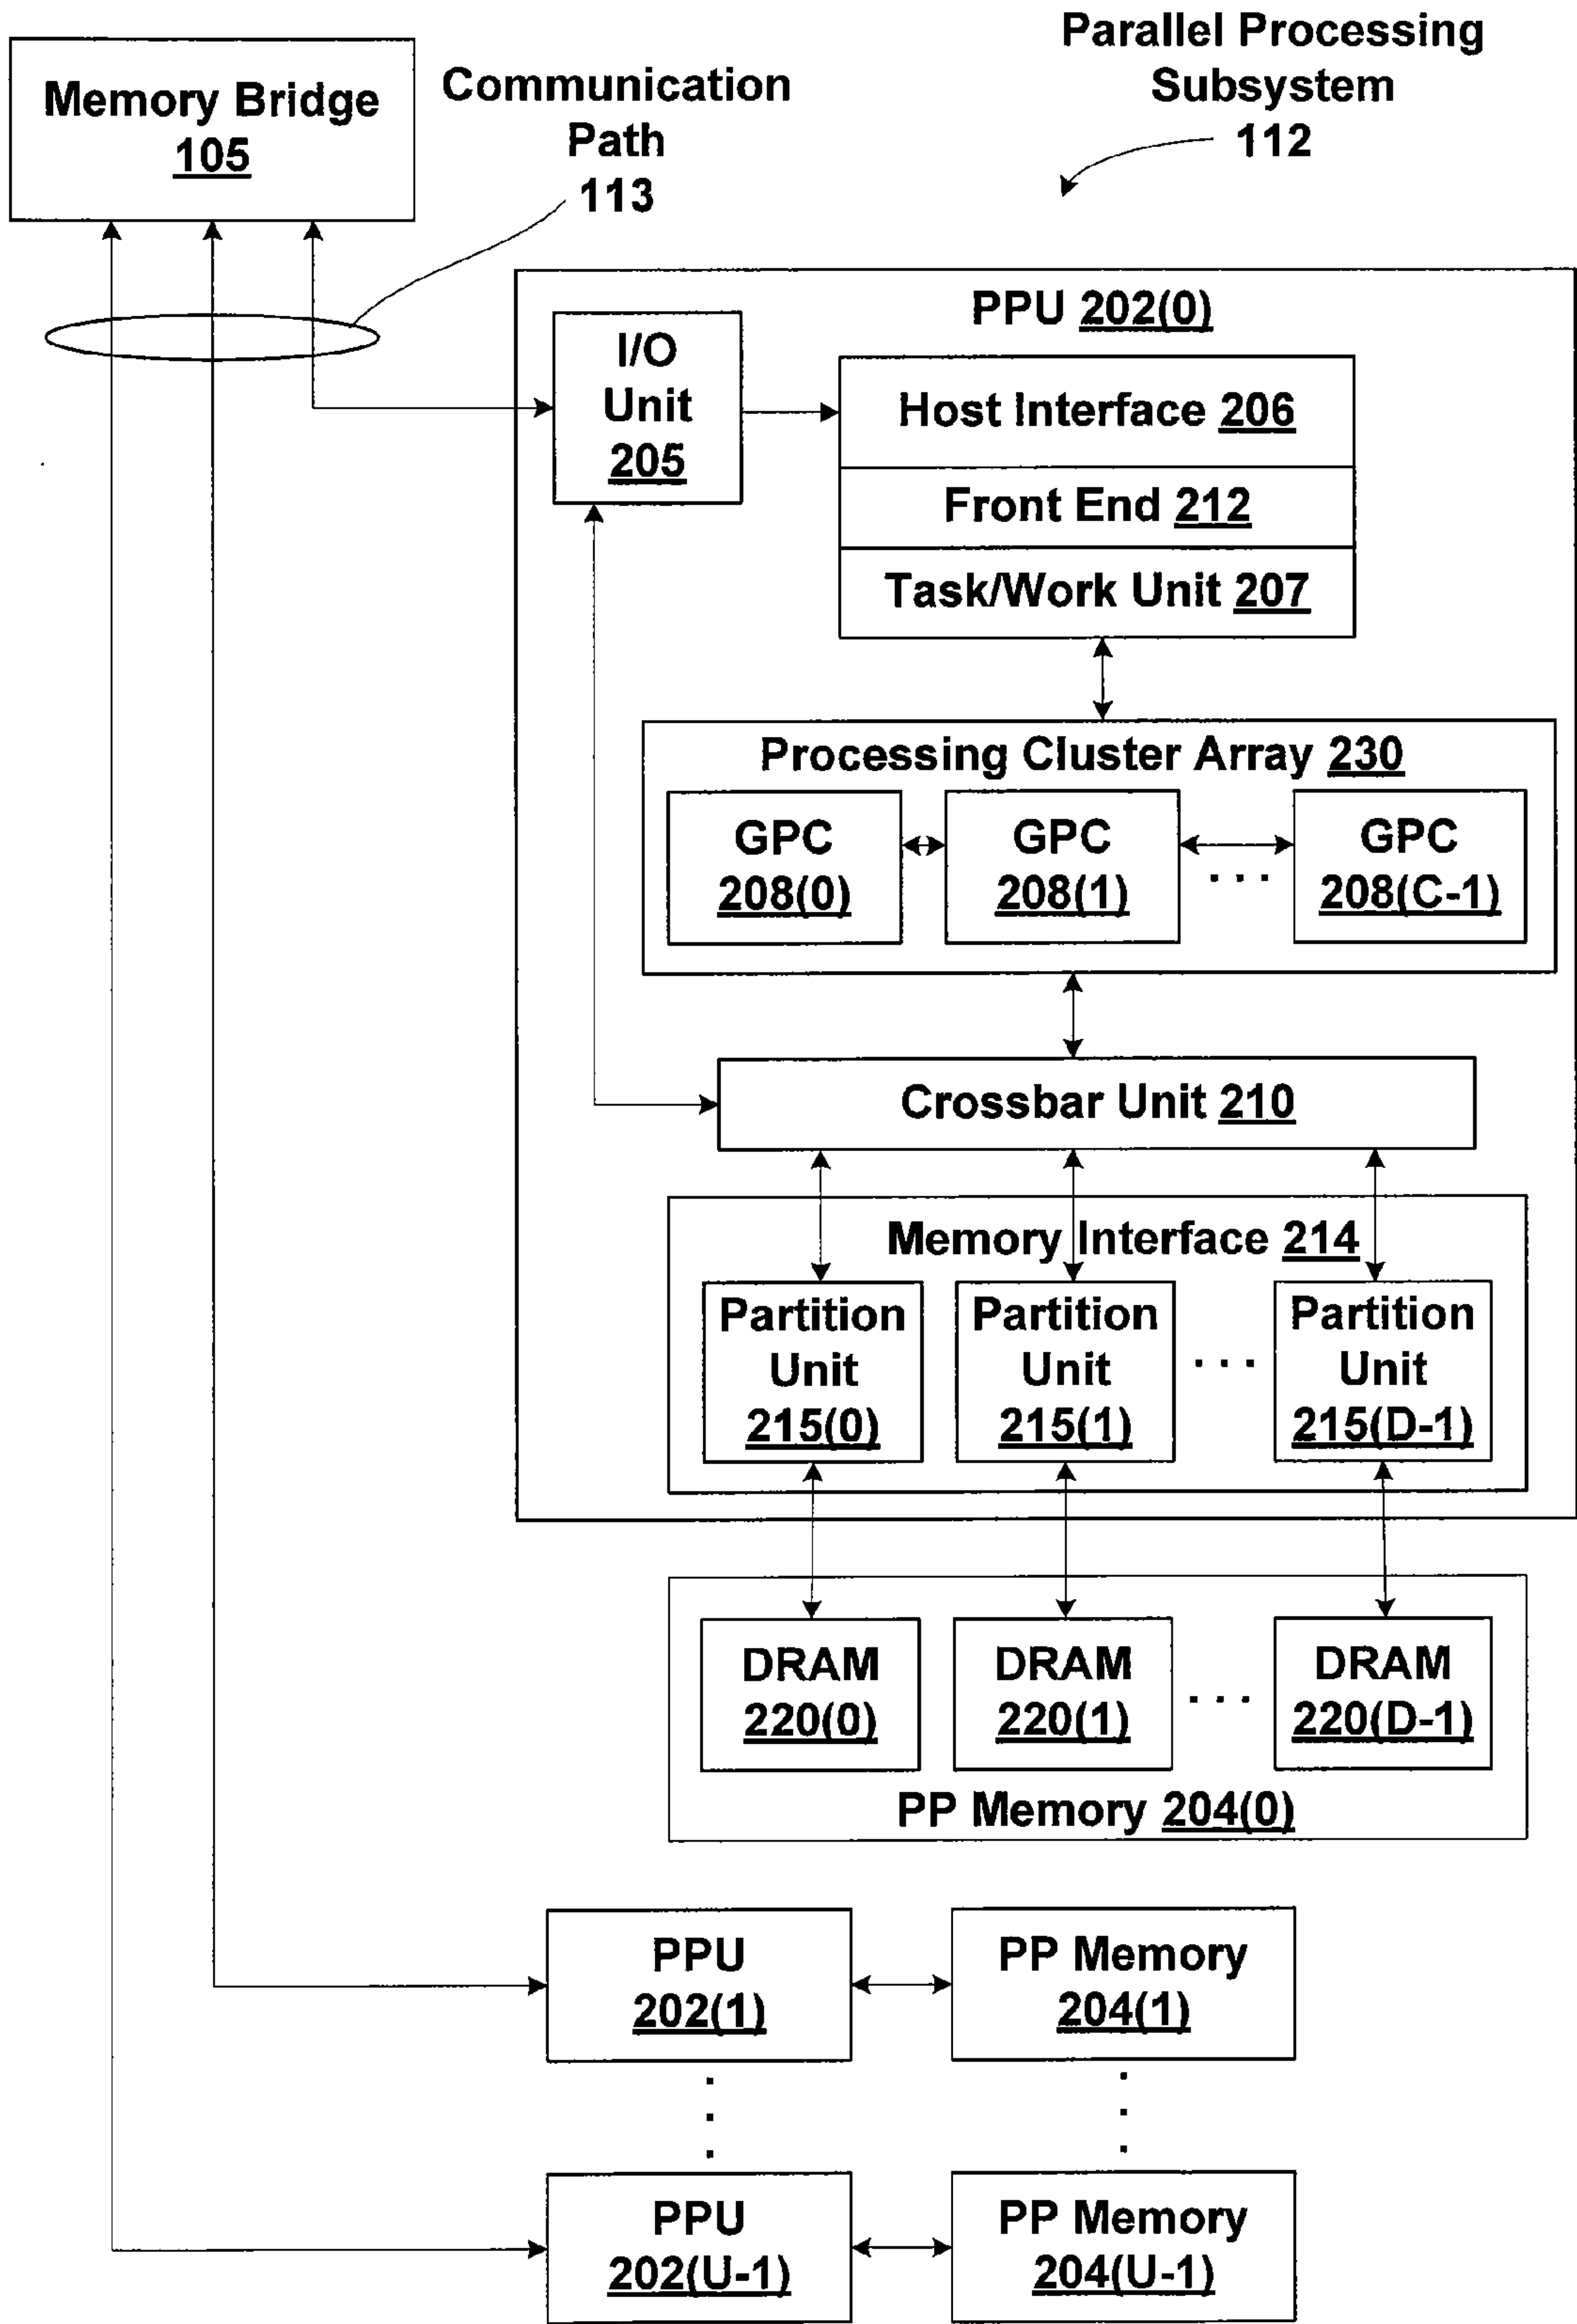 Parallel Processing
Subsystem
112
Memory Bridge
105
Communication
Path
113
PPU 202(0)
I/O
Unit
205
Host Interface 206
Front End 212
Task/Work Unit 207
Processing Cluster Array 230
GPC
208(0)
GPC
208(1)
. . .
GPC
208(C-1)
Crossbar Unit 210
Memory Interface 214
Partition
Unit
215(0)
Partition
Unit
215(1)
. . .
Partition
Unit
215(D-1)
DRAM
220(0)
DRAM
220(1)
. . .
DRAM
220(D-1)
PP Memory 204(0)
PPU
202(1)
PP Memory
204(1)
PPU
202(U-1)
PP Memory
204(U-1)